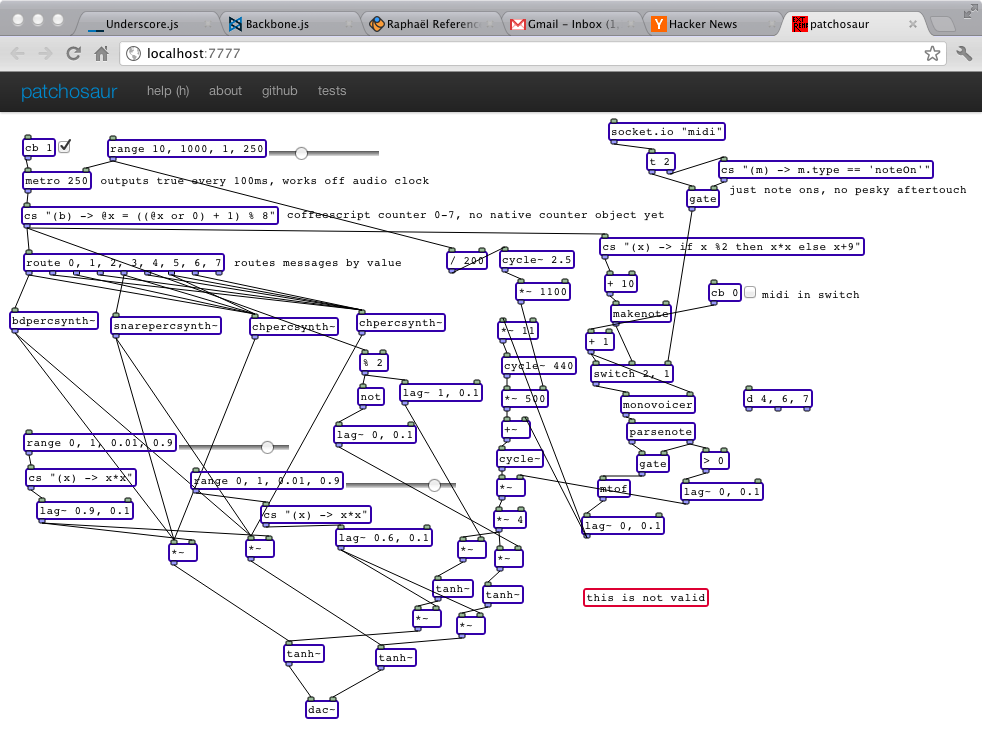 Underscore.js
Backbone.js
Raphaël Referenc
Gmail – Inbox (1,
Hacker News
patchosaur
localhost:7777
patchosaur
help (h)
about
github
tests
socket.io "midi"
cb 1
range 10, 1000, 1, 250
t 2
cs "(m) -> m.type == 'noteOn'"
metro 250
outputs true every 100ms, works off audio clock
just note ons, no pesky aftertouch
gate
cs "(b) -> @x = ((@x or 0) + 1) % 8"
coffeescript counter 0-7, no native counter object yet
cs "(x) -> if x %2 then x*x else x+9"
route 0, 1, 2, 3, 4, 5, 6, 7
routes messages by value
/ 200
cycle~ 2.5
+ 10
*~ 1100
cb 0
midi in switch
makenote
bdpercsynth~
snarepercsynth~
chpercsynth~
chpercsynth~
*~ 11
+ 1
% 2
cycle~ 440
switch 2, 1
not
lag~ 1, 0.1
*~ 500
monovoicer
d 4, 6, 7
lag~ 0, 0.1
+~
parsenote
range 0, 1, 0.01, 0.9
cycle~
gate
> 0
cs "(x) -> x*x"
range 0, 1, 0.01, 0.9
*~
mtof
lag~ 0, 0.1
lag~ 0.9, 0.1
cs "(x) -> x*x"
*~ 4
lag~ 0, 0.1
lag~ 0.6, 0.1
*~
*~
*~
*~
tanh~
tanh~
this is not valid
*~
*~
tanh~
tanh~
dac~